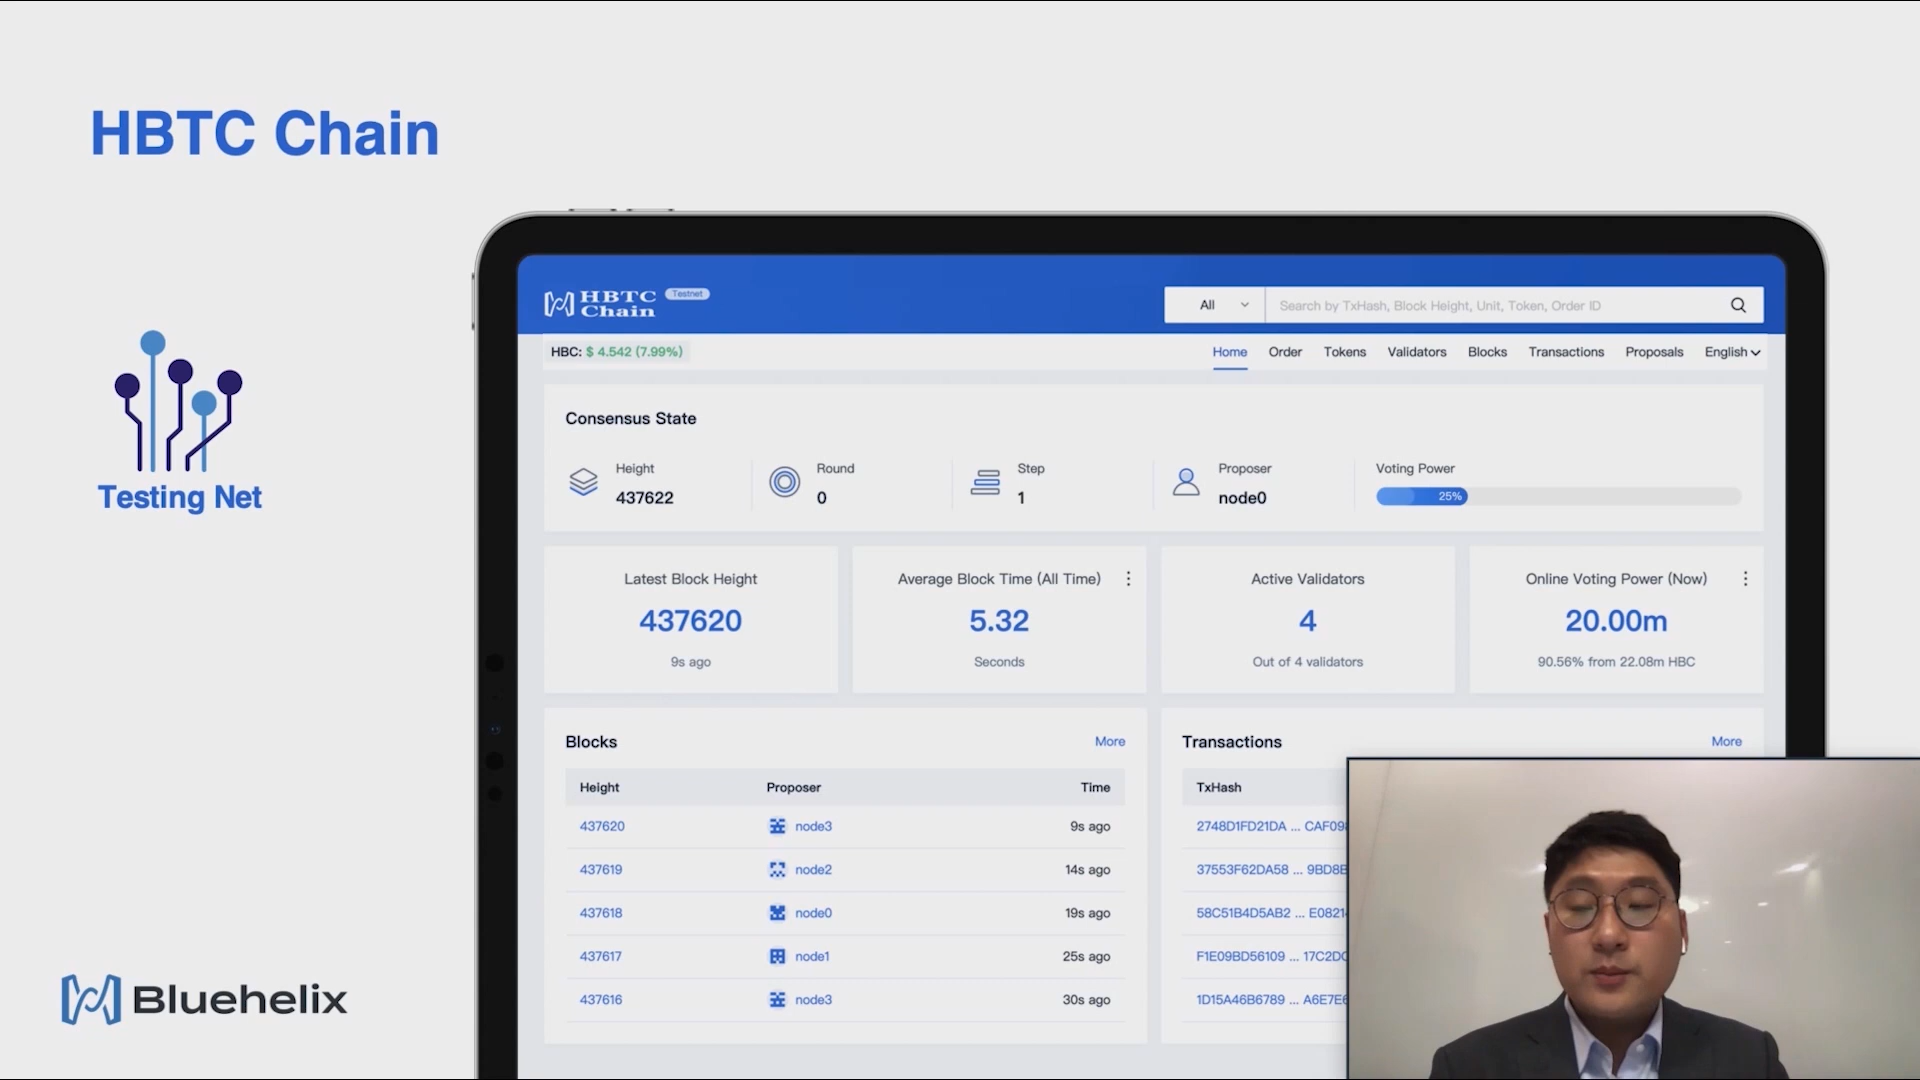 HBTC Chain
Testing Net
Bluehelix
HBTC Chain Testnet
All
Search by TxHash, Block Height, Unit, Token, Order ID
HBC: $ 4.542 (7.99%)
Home Order Tokens Validators Blocks Transactions Proposals English
Consensus State
Height
437622
Round
0
Step
1
Proposer
node0
Voting Power
25%
Latest Block Height
437620
9s ago
Average Block Time (All Time)
5.32
Seconds
Active Validators
4
Out of 4 validators
Online Voting Power (Now)
20.00m
90.56% from 22.08m HBC
Blocks More
Height Proposer Time
437620 node3 9s ago
437619 node2 14s ago
437618 node0 19s ago
437617 node1 25s ago
437616 node3 30s ago
Transactions More
TxHash
2748D1FD21DA ... CAF09
37553F62DA58 ... 9BD8B
58C51B4D5AB2 ... E0821
F1E09BD56109 ... 17C2D
1D15A46B6789 ... A6E7E